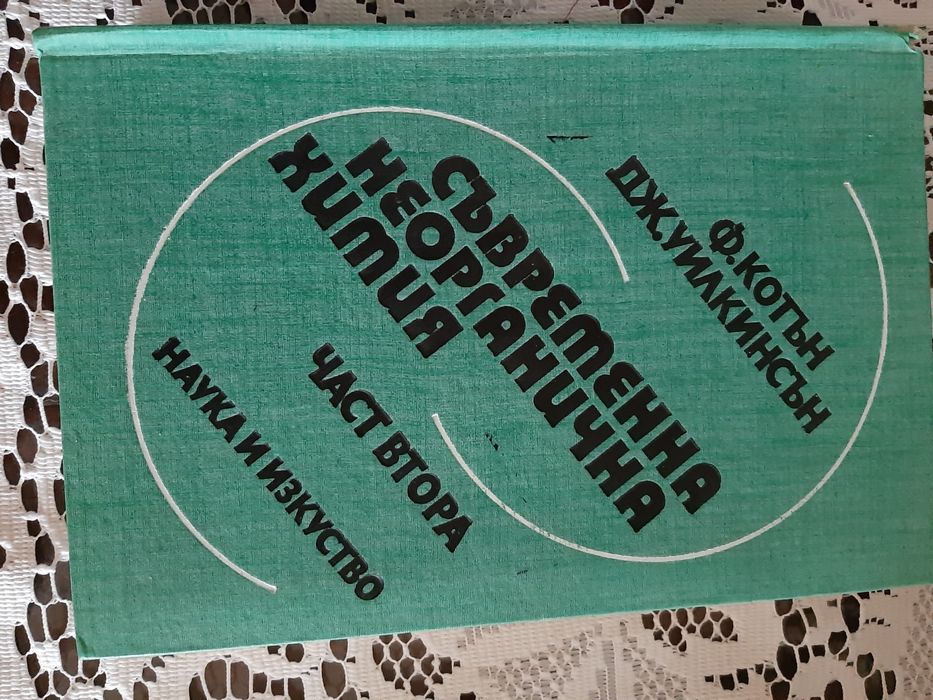 Ф. КОТЪН
ДЖ. УИЛКИНСЪН
СЪВРЕМЕННА
НЕОРГАНИЧНА
ХИМИЯ
ЧАСТ ВТОРА
НАУКА И ИЗКУСТВО